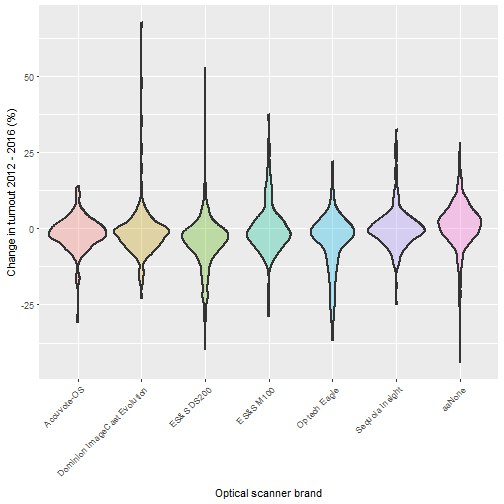 Change in turnout 2012 - 2016 (%)
50
25
0
-25
Accuvote-OS
Dominion ImageCast Evolution
ES&S DS200
ES&S M100
Optech Eagle
Sequoia Insight
aaNone
Optical scanner brand